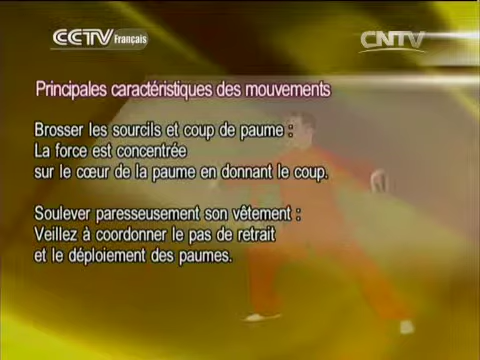 CCTV Français
CNTV
Principales caractéristiques des mouvements
Brosser les sourcils et coup de paume :
La force est concentrée
sur le cœur de la paume en donnant le coup.
Soulever paresseusement son vêtement :
Veillez à coordonner le pas de retrait
et le déploiement des paumes.